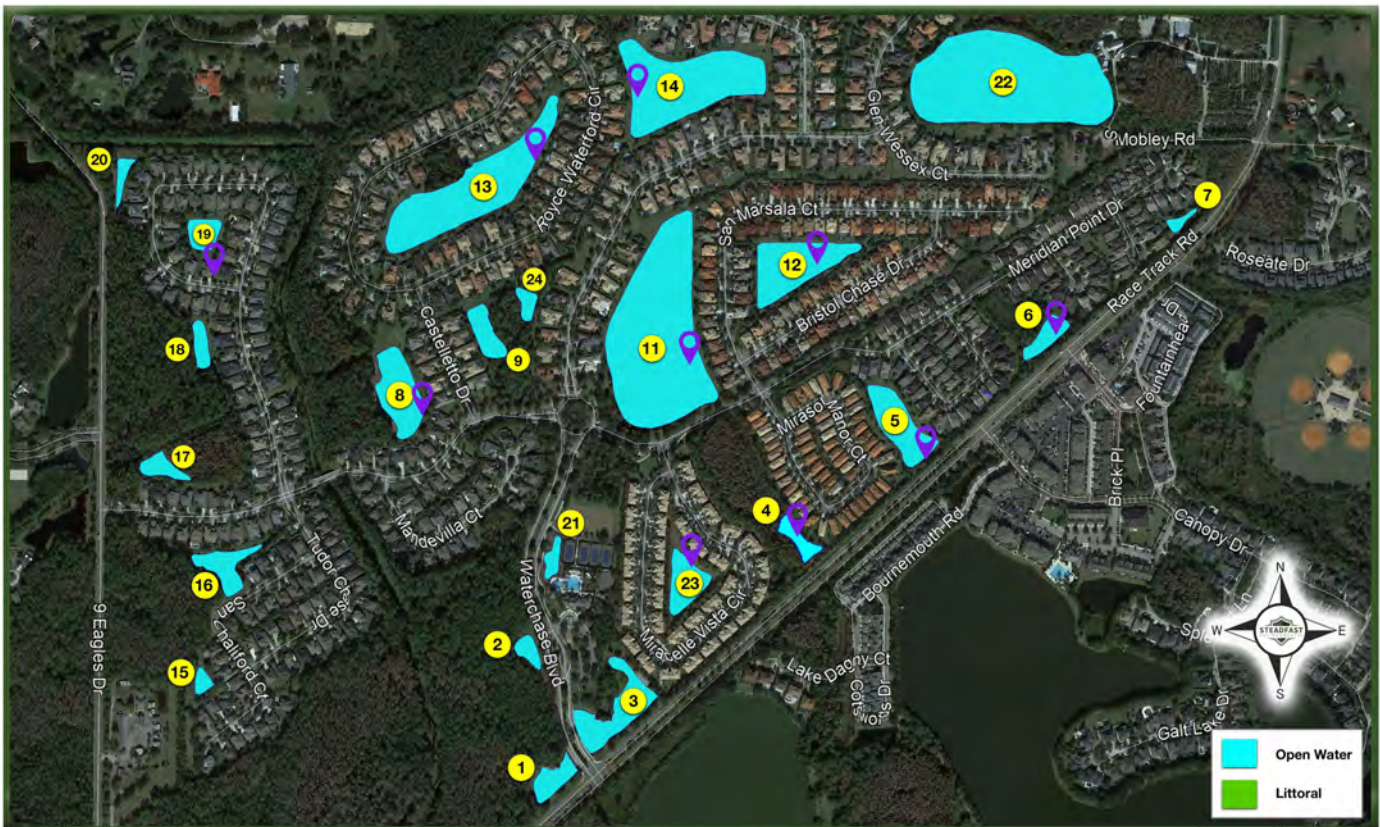 14
22
Royce Waterford Cir
Glen Wessex Ct
S Mobley Rd
20
13
7
19
San Marsala Ct
Meridian Point Dr
Race Track Rd
Roseate Dr
12
24
Bristol Chase Dr
6
18
Castelletto Dr
9
11
Fountainhead
8
Miraso
Manor Ct
5
Brick Pl
17
Mandevilla Ct
4
Bournemouth Rd
Canopy Dr
21
Tudor Chase Dr
16
San
Challford Ct
23
Miraselle Vista Cir
Waterchase Blvd
9 Eagles Dr
2
15
Lake Dagny Ct
3
1
Galt Lake Dr
N
W
STEADFAST
E
S
Open Water
Littoral